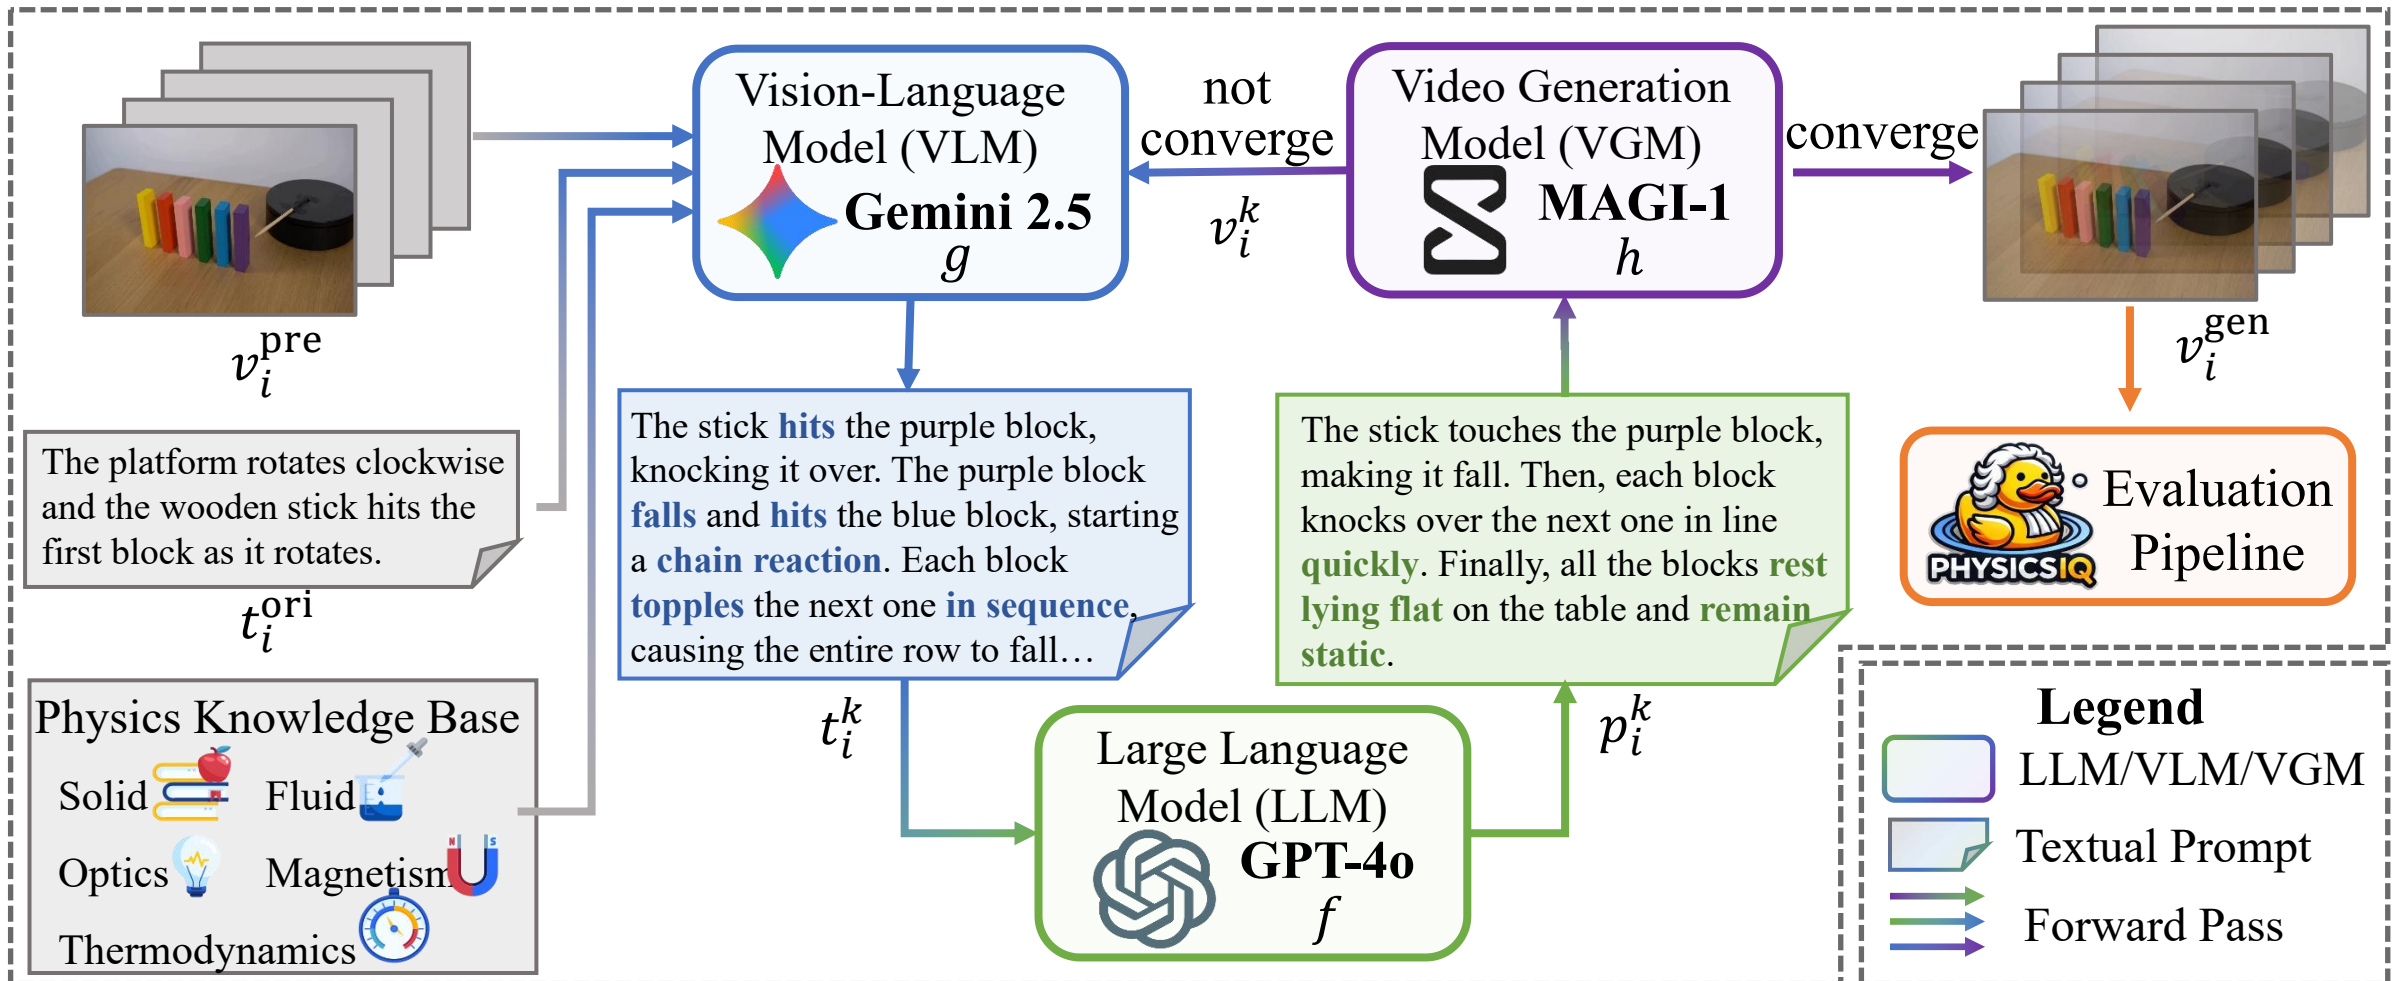 v_i^pre
The platform rotates clockwise
and the wooden stick hits the
first block as it rotates.
t_i^ori
Physics Knowledge Base
Solid
Fluid
Optics
Magnetism
N S
Thermodynamics
Vision-Language
Model (VLM)
Gemini 2.5
g
not
converge
v_i^k
Video Generation
Model (VGM)
MAGI-1
h
converge
v_i^gen
The stick hits the purple block,
knocking it over. The purple block
falls and hits the blue block, starting
a chain reaction. Each block
topples the next one in sequence,
causing the entire row to fall…
t_i^k
Large Language
Model (LLM)
GPT-4o
f
The stick touches the purple block,
making it fall. Then, each block
knocks over the next one in line
quickly. Finally, all the blocks rest
lying flat on the table and remain
static.
p_i^k
PHYSICSIQ
Evaluation
Pipeline
Legend
LLM/VLM/VGM
Textual Prompt
Forward Pass